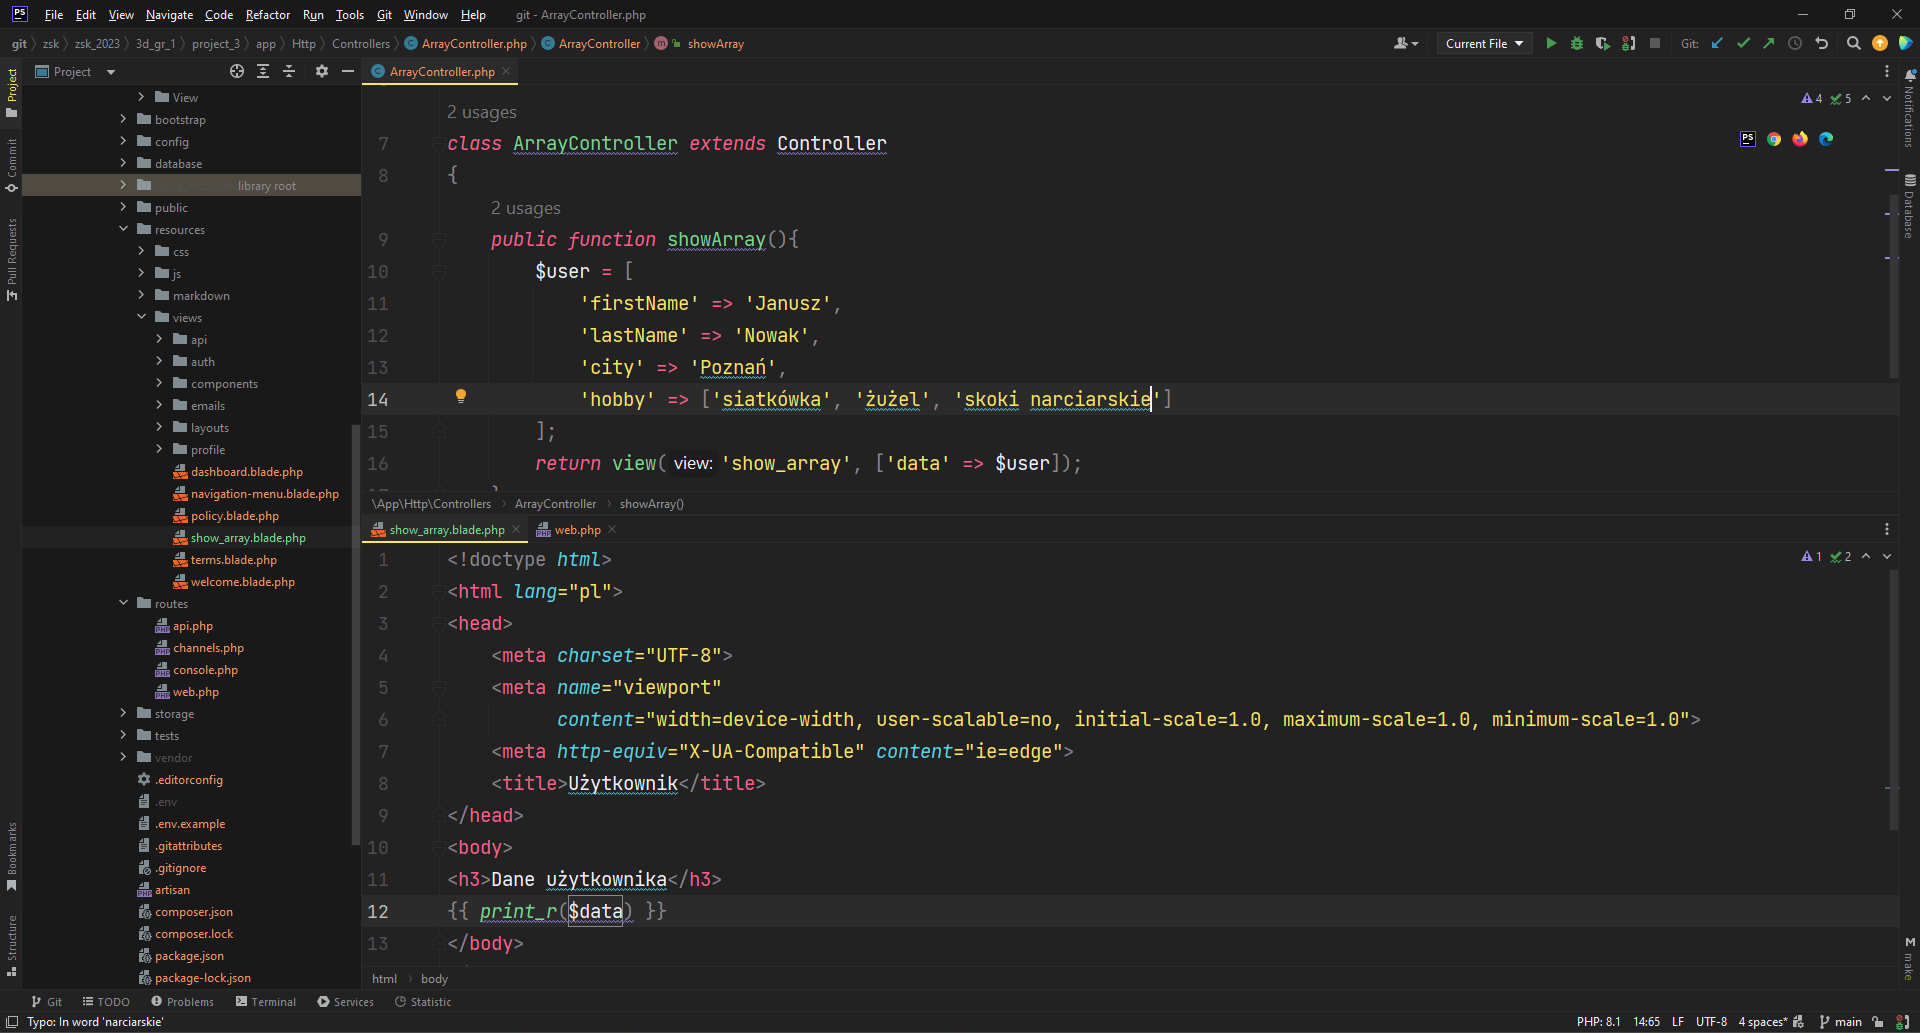 PS File Edit View Navigate Code Refactor Run Tools Git Window Help git - ArrayController.php
git zsk zsk_2023 3d_gr_1 project_3 app Http Controllers ArrayController.php ArrayController m showArray Current File Git:
Project
ArrayController.php
View
bootstrap
config
database
library root
public
resources
css
js
markdown
views
api
auth
components
emails
layouts
profile
dashboard.blade.php
navigation-menu.blade.php
policy.blade.php
show_array.blade.php
terms.blade.php
welcome.blade.php
routes
api.php
channels.php
console.php
web.php
storage
tests
vendor
.editorconfig
.env
.env.example
.gitattributes
.gitignore
artisan
composer.json
composer.lock
package.json
package-lock.json
Project
Commit
Pull Requests
Bookmarks
Structure
4 5
2 usages
7 class ArrayController extends Controller
8 {
2 usages
9 public function showArray(){
10 $user = [
11 'firstName' => 'Janusz',
12 'lastName' => 'Nowak',
13 'city' => 'Poznań',
14 'hobby' => ['siatkówka', 'żużel', 'skoki narciarskie']
15 ];
16 return view( view: 'show_array', ['data' => $user]);
\App\Http\Controllers ArrayController showArray()
show_array.blade.php web.php
1 2
1 <!doctype html>
2 <html lang="pl">
3 <head>
4 <meta charset="UTF-8">
5 <meta name="viewport"
6 content="width=device-width, user-scalable=no, initial-scale=1.0, maximum-scale=1.0, minimum-scale=1.0">
7 <meta http-equiv="X-UA-Compatible" content="ie=edge">
8 <title>Użytkownik</title>
9 </head>
10 <body>
11 <h3>Dane użytkownika</h3>
12 {{ print_r($data) }}
13 </body>
html body
Notifications
Database
make
Git TODO Problems Terminal Services Statistic
Typo: In word 'narciarskie' PHP: 8.1 14:65 LF UTF-8 4 spaces* main